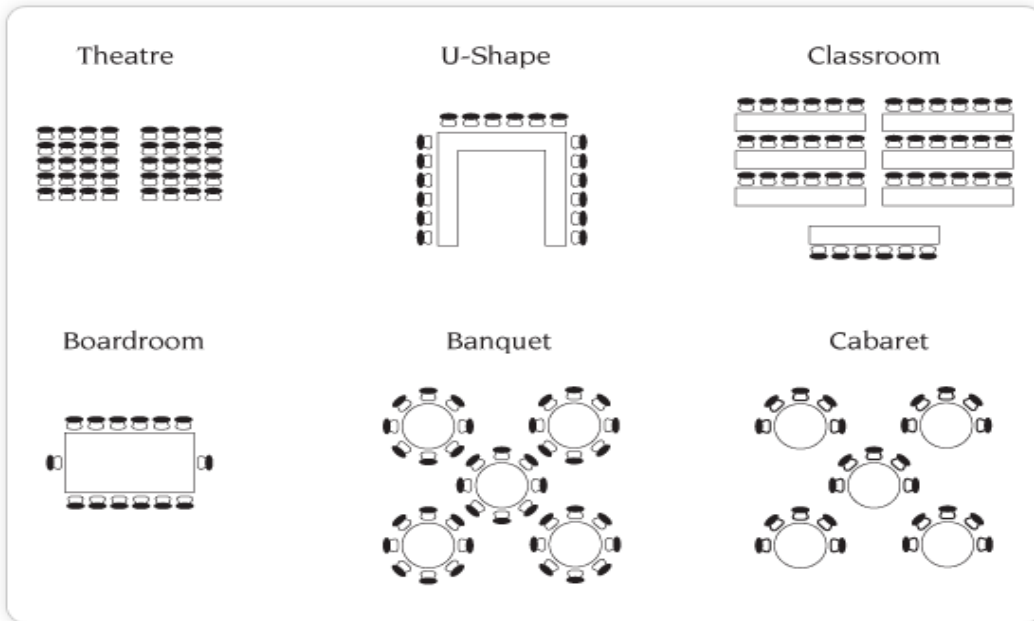 Theatre
U-Shape
Classroom
Boardroom
Banquet
Cabaret